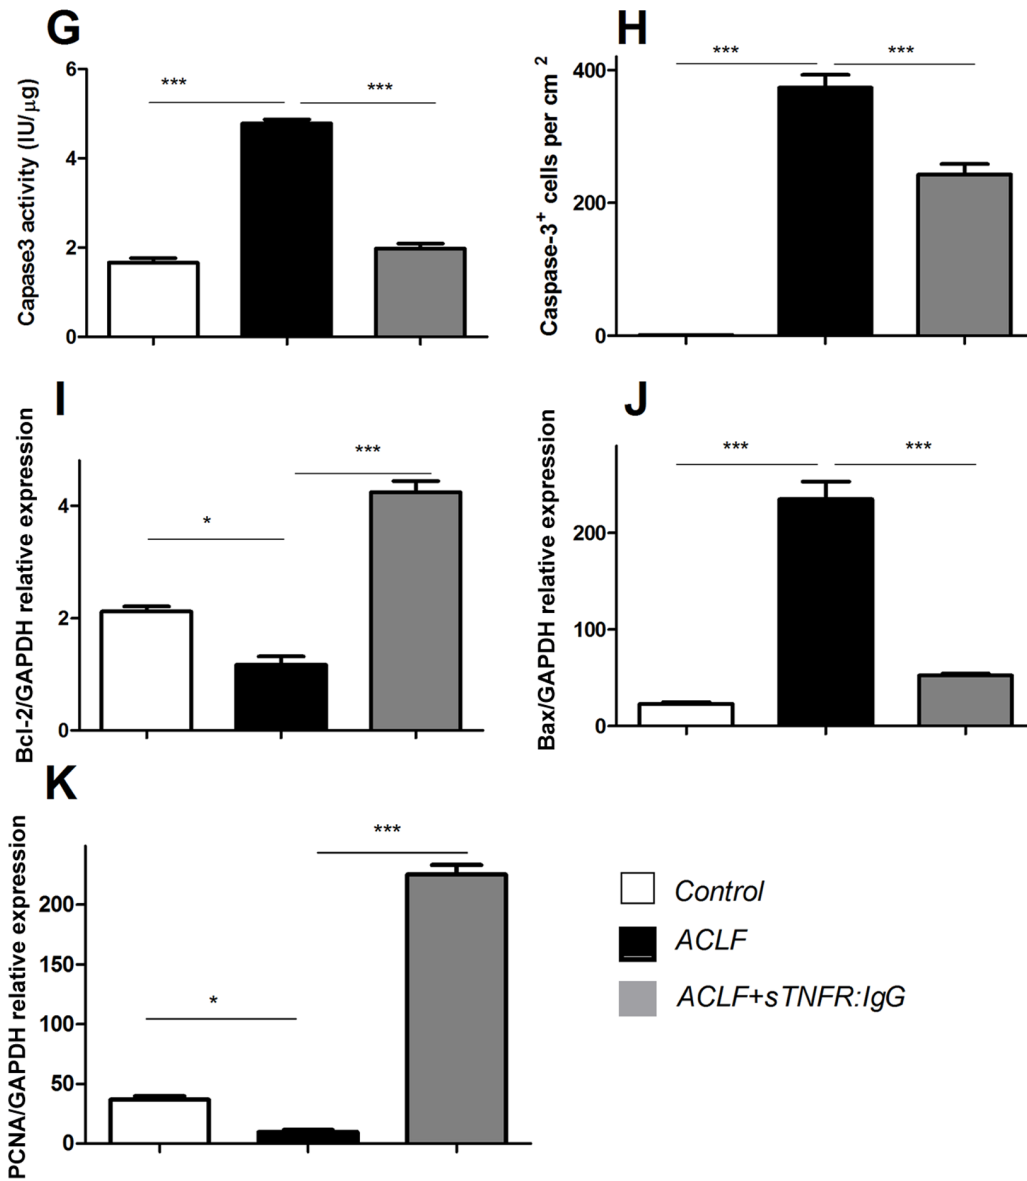 G
Capase3 activity (IU/µg)
6
4
2
0
***
***
H
Caspase-3+ cells per cm 2
400
200
0
***
***
I
Bcl-2/GAPDH relative expression
4
2
0
*
***
J
Bax/GAPDH relative expression
200
100
0
***
***
K
PCNA/GAPDH relative expression
200
150
100
50
0
*
***
Control
ACLF
ACLF+sTNFR:IgG